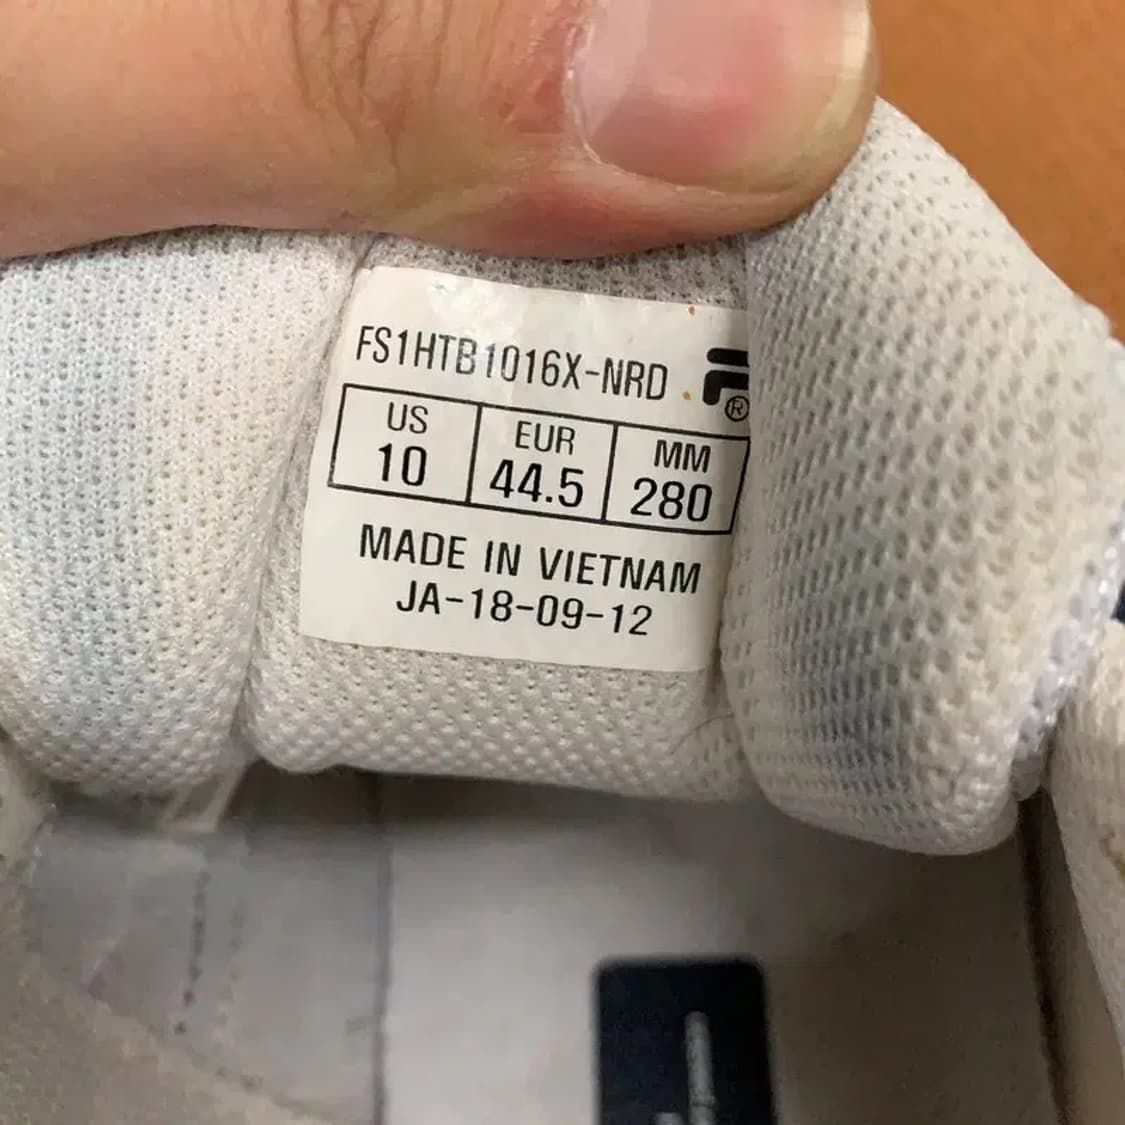 FS1HTB1016X-NRD
®
US EUR MM
10 44.5 280
MADE IN VIETNAM
JA-18-09-12